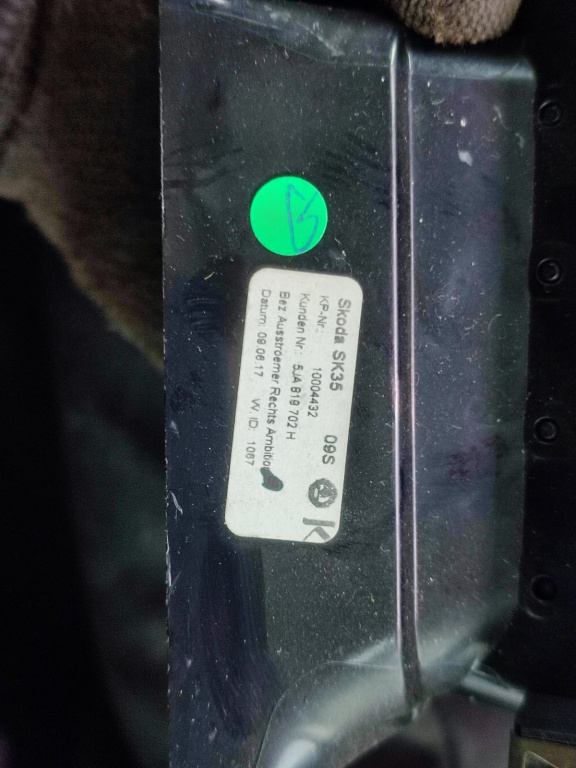 Skoda SK35 09S
KP-Nr: 10004432
Kunden Nr: 5JA 819 702 H
Bez Ausstroemer Rechts Ambitio
Datum: 09.06.17 W.ID: 1087
K